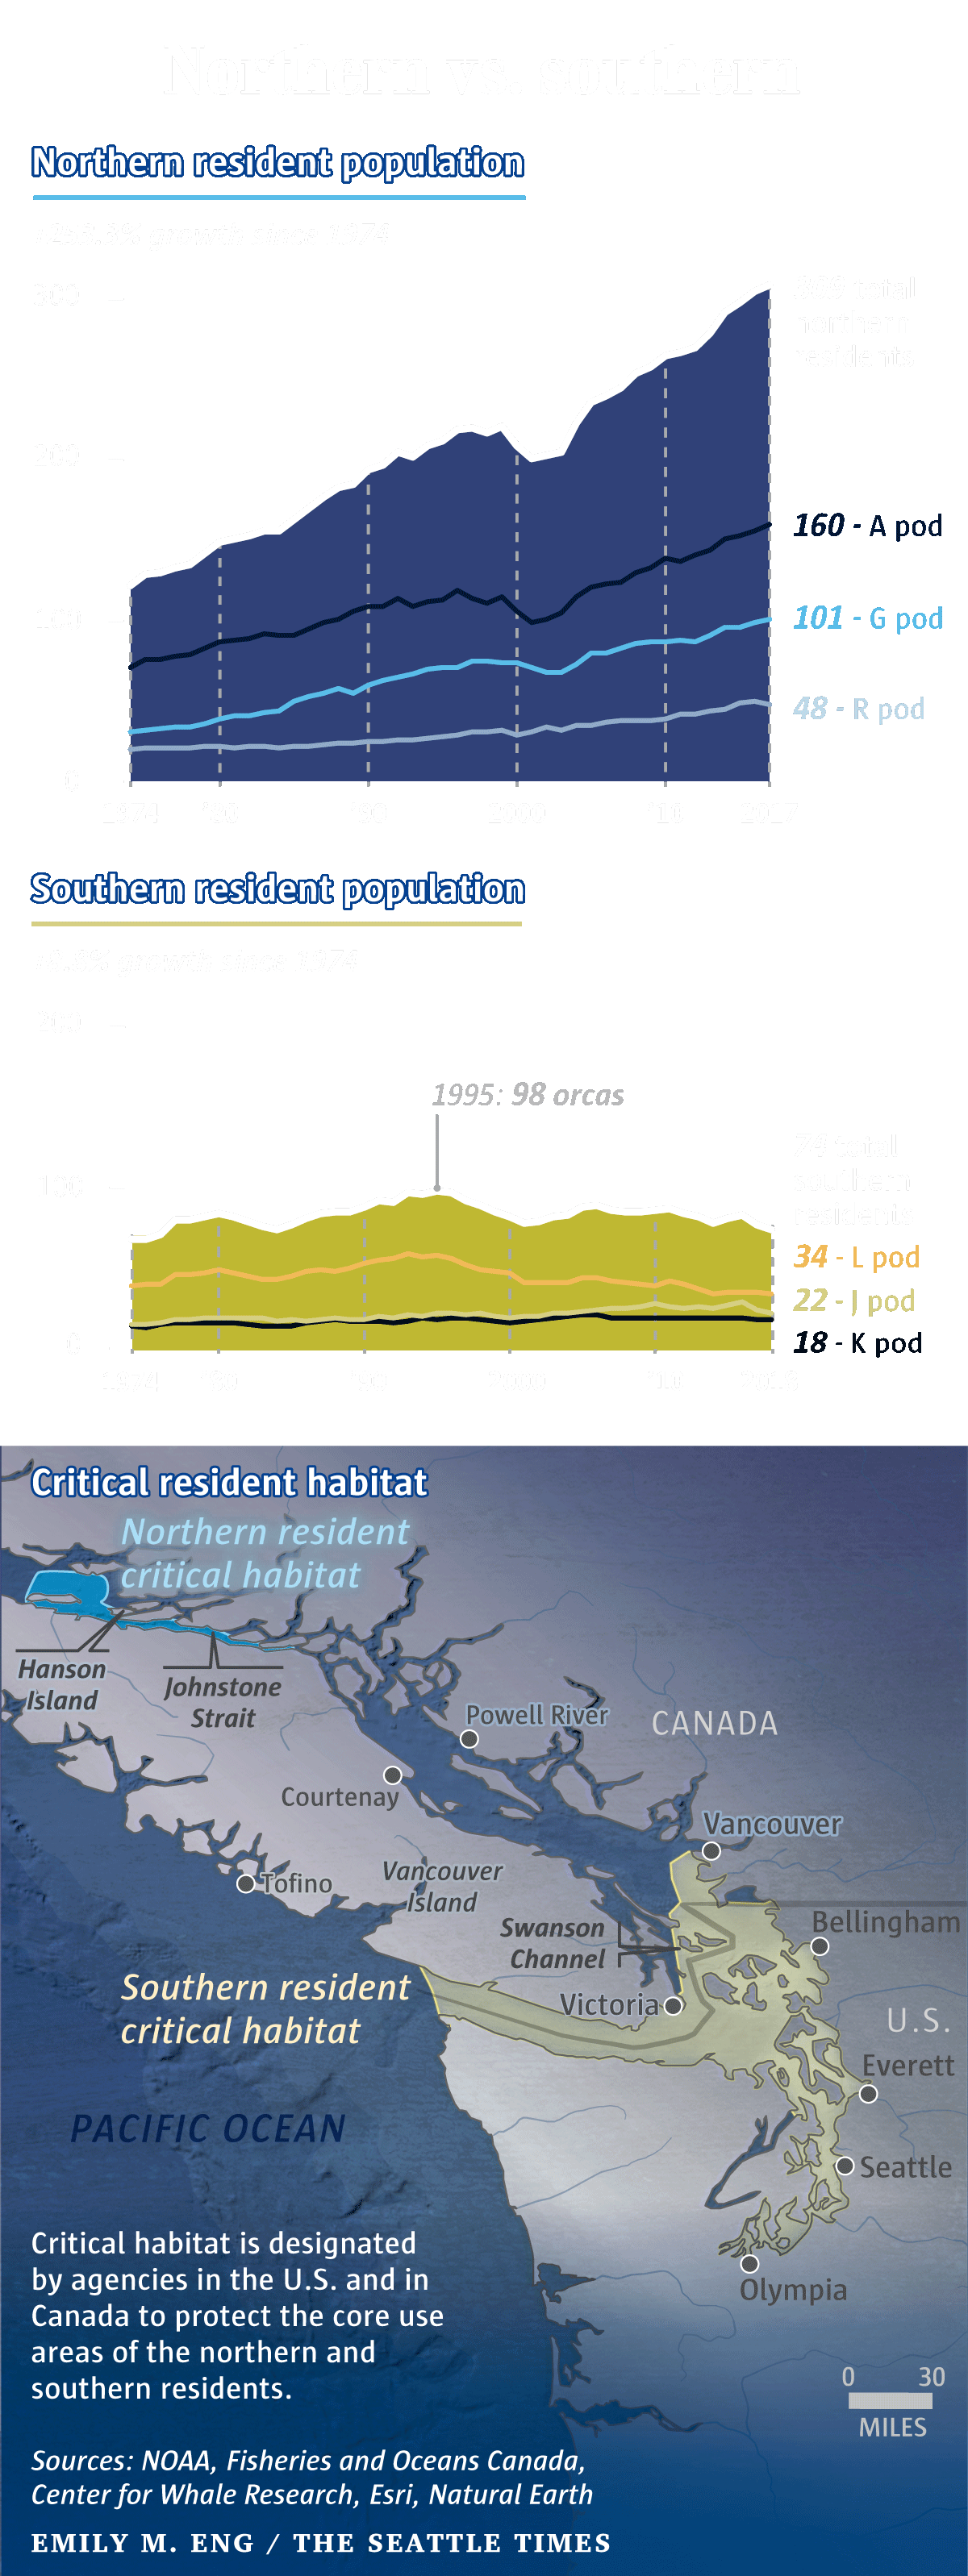 Northern vs. southern
Northern resident population
+153.3% growth since 1974
300
309 total
northern
residents
200
160 - A pod
100
101 - G pod
48 - R pod
0
1974 '80 '90 2000 '10 2017
Southern resident population
+8.8% growth since 1974
200
1995: 98 orcas
100
74 total
southern
residents
34 - L pod
22 - J pod
0
18 - K pod
1974 '80 '90 2000 '10 2018
Critical resident habitat
Northern resident
critical habitat
Hanson
Island
Johnstone
Strait
Powell River
CANADA
Courtenay
Vancouver
Tofino
Vancouver
Island
Swanson
Channel
Bellingham
Southern resident
critical habitat
Victoria
U.S.
Everett
PACIFIC OCEAN
Seattle
Olympia
Critical habitat is designated
by agencies in the U.S. and in
Canada to protect the core use
areas of the northern and
southern residents.
0 30
MILES
Sources: NOAA, Fisheries and Oceans Canada,
Center for Whale Research, Esri, Natural Earth
EMILY M. ENG / THE SEATTLE TIMES